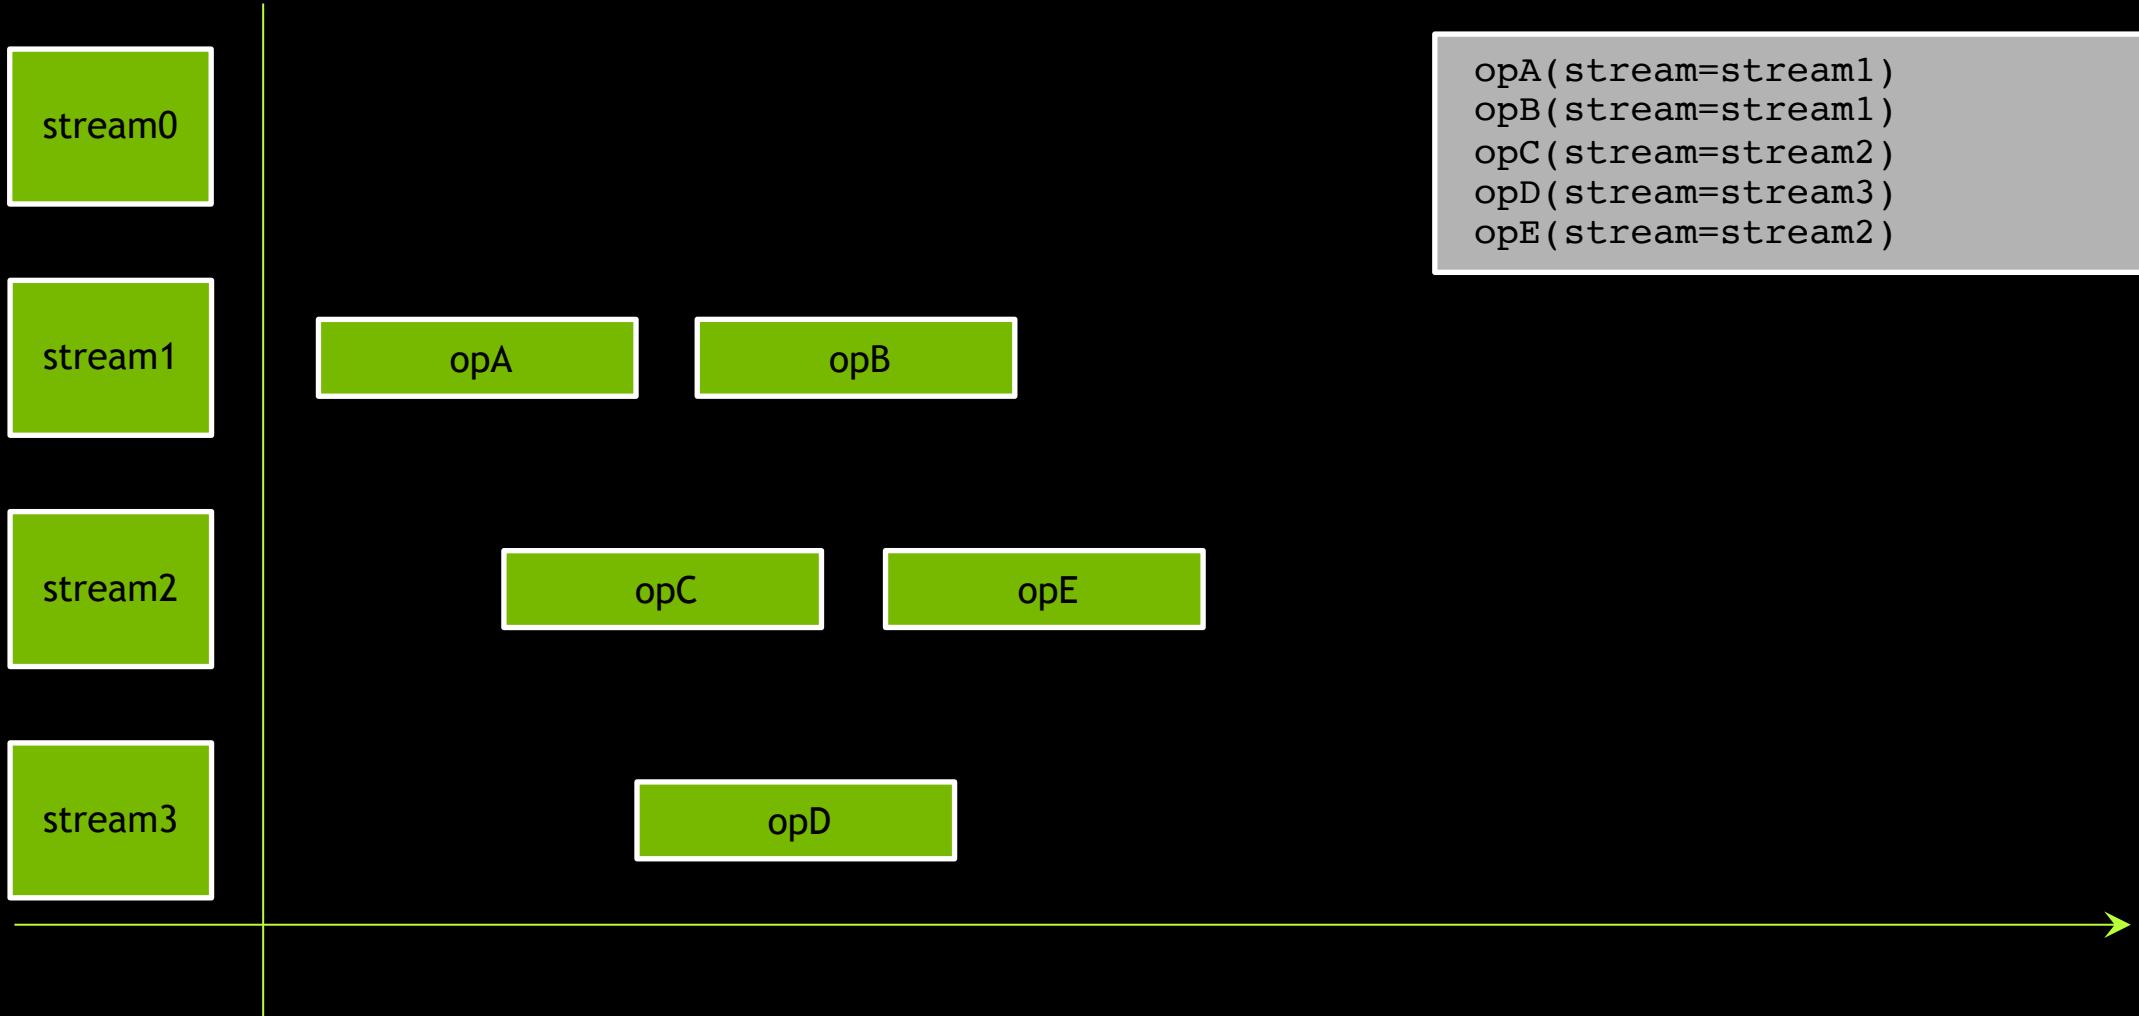 stream0
opA(stream=stream1)
opB(stream=stream1)
opC(stream=stream2)
opD(stream=stream3)
opE(stream=stream2)
stream1
opA
opB
stream2
opC
opE
stream3
opD